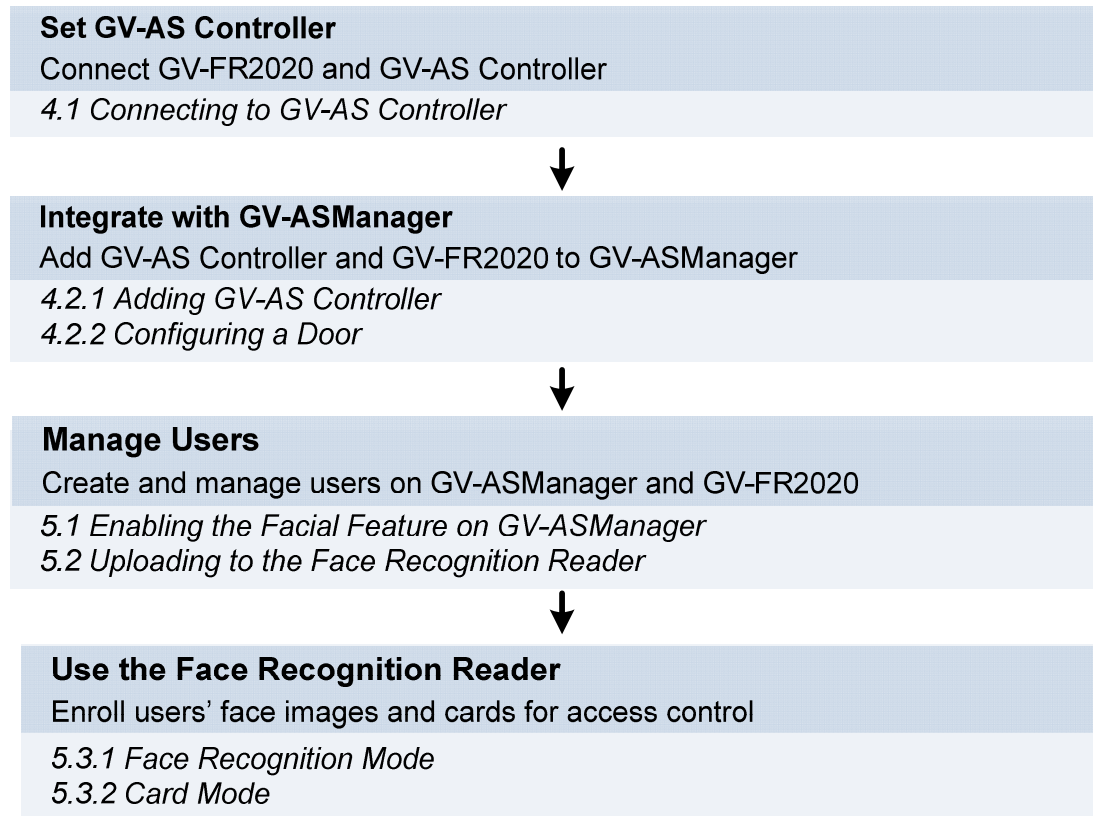 Set GV-AS Controller
Connect GV-FR2020 and GV-AS Controller
4.1 Connecting to GV-AS Controller
Integrate with GV-ASManager
Add GV-AS Controller and GV-FR2020 to GV-ASManager
4.2.1 Adding GV-AS Controller
4.2.2 Configuring a Door
Manage Users
Create and manage users on GV-ASManager and GV-FR2020
5.1 Enabling the Facial Feature on GV-ASManager
5.2 Uploading to the Face Recognition Reader
Use the Face Recognition Reader
Enroll users’ face images and cards for access control
5.3.1 Face Recognition Mode
5.3.2 Card Mode